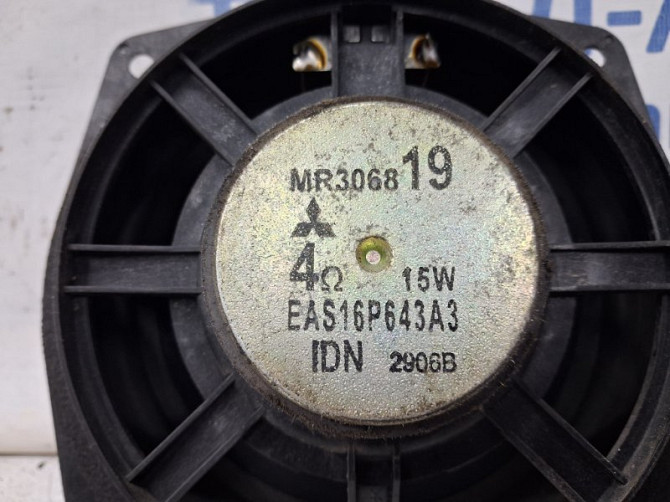 MR306819
4Ω 15W
EAS16P643A3
IDN 2906B